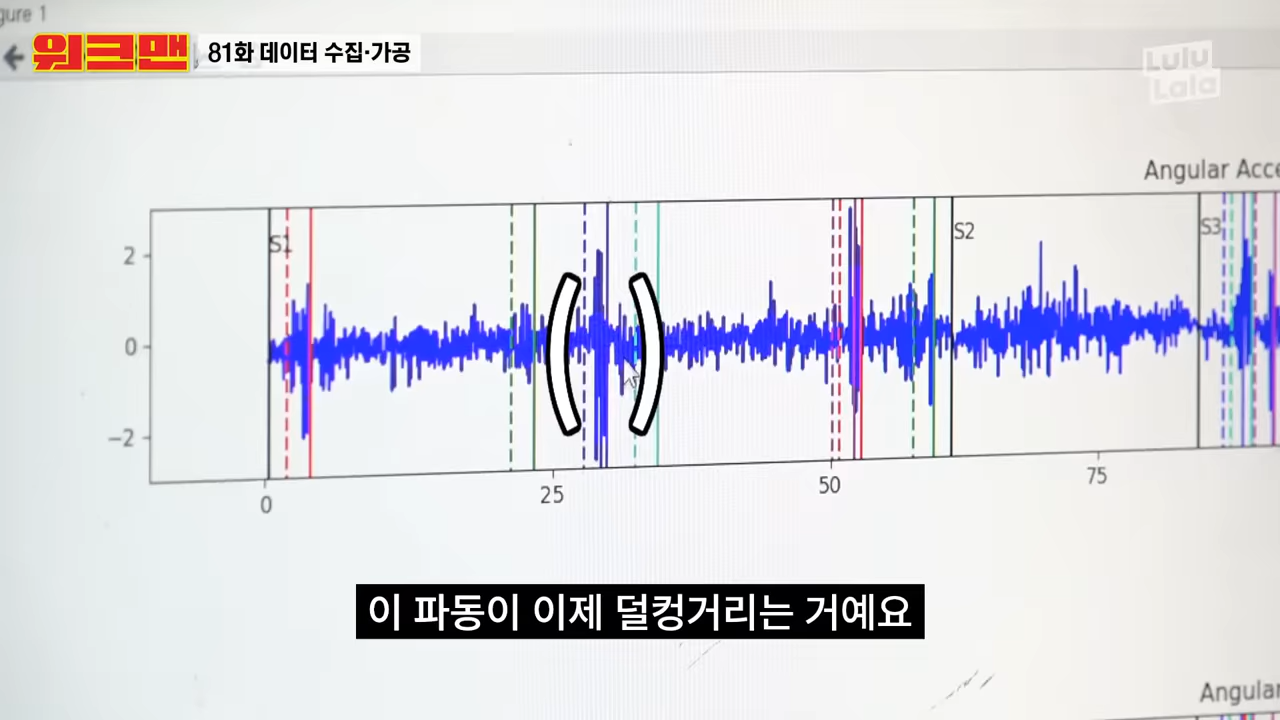 gure 1
워크맨 81화 데이터 수집·가공
Lulu
Lala
Angular Acce
S1
S2
S3
2
0
−2
0
25
50
75
이 파동이 이제 덜컹거리는 거예요
Angular